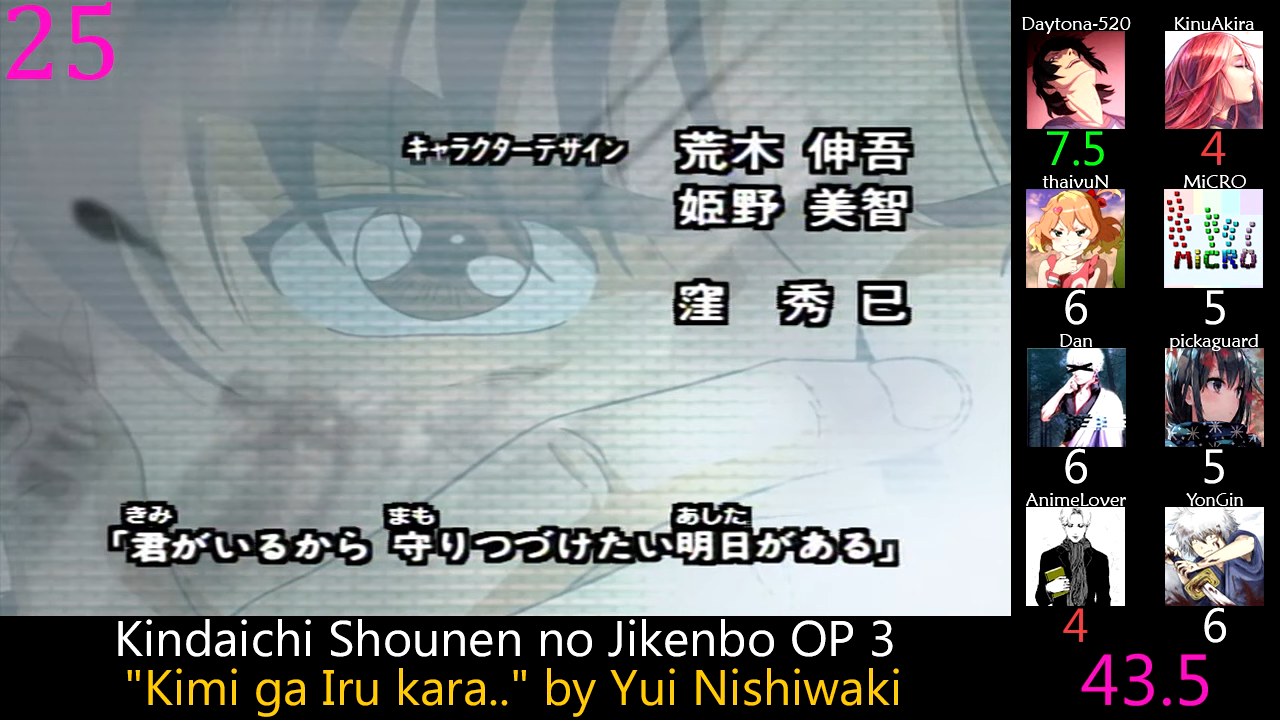 25
キャラクターデザイン 荒木 伸吾
姫野 美智
窪 秀已
きみ まも あした
「君がいるから 守りつづけたい明日がある」
Kindaichi Shounen no Jikenbo OP 3
"Kimi ga Iru kara.." by Yui Nishiwaki
Daytona-520 KinuAkira
7.5 4
thaivuN MiCRO
MiCRO
6 5
Dan pickaguard
6 5
AnimeLover YonGin
4 6
43.5